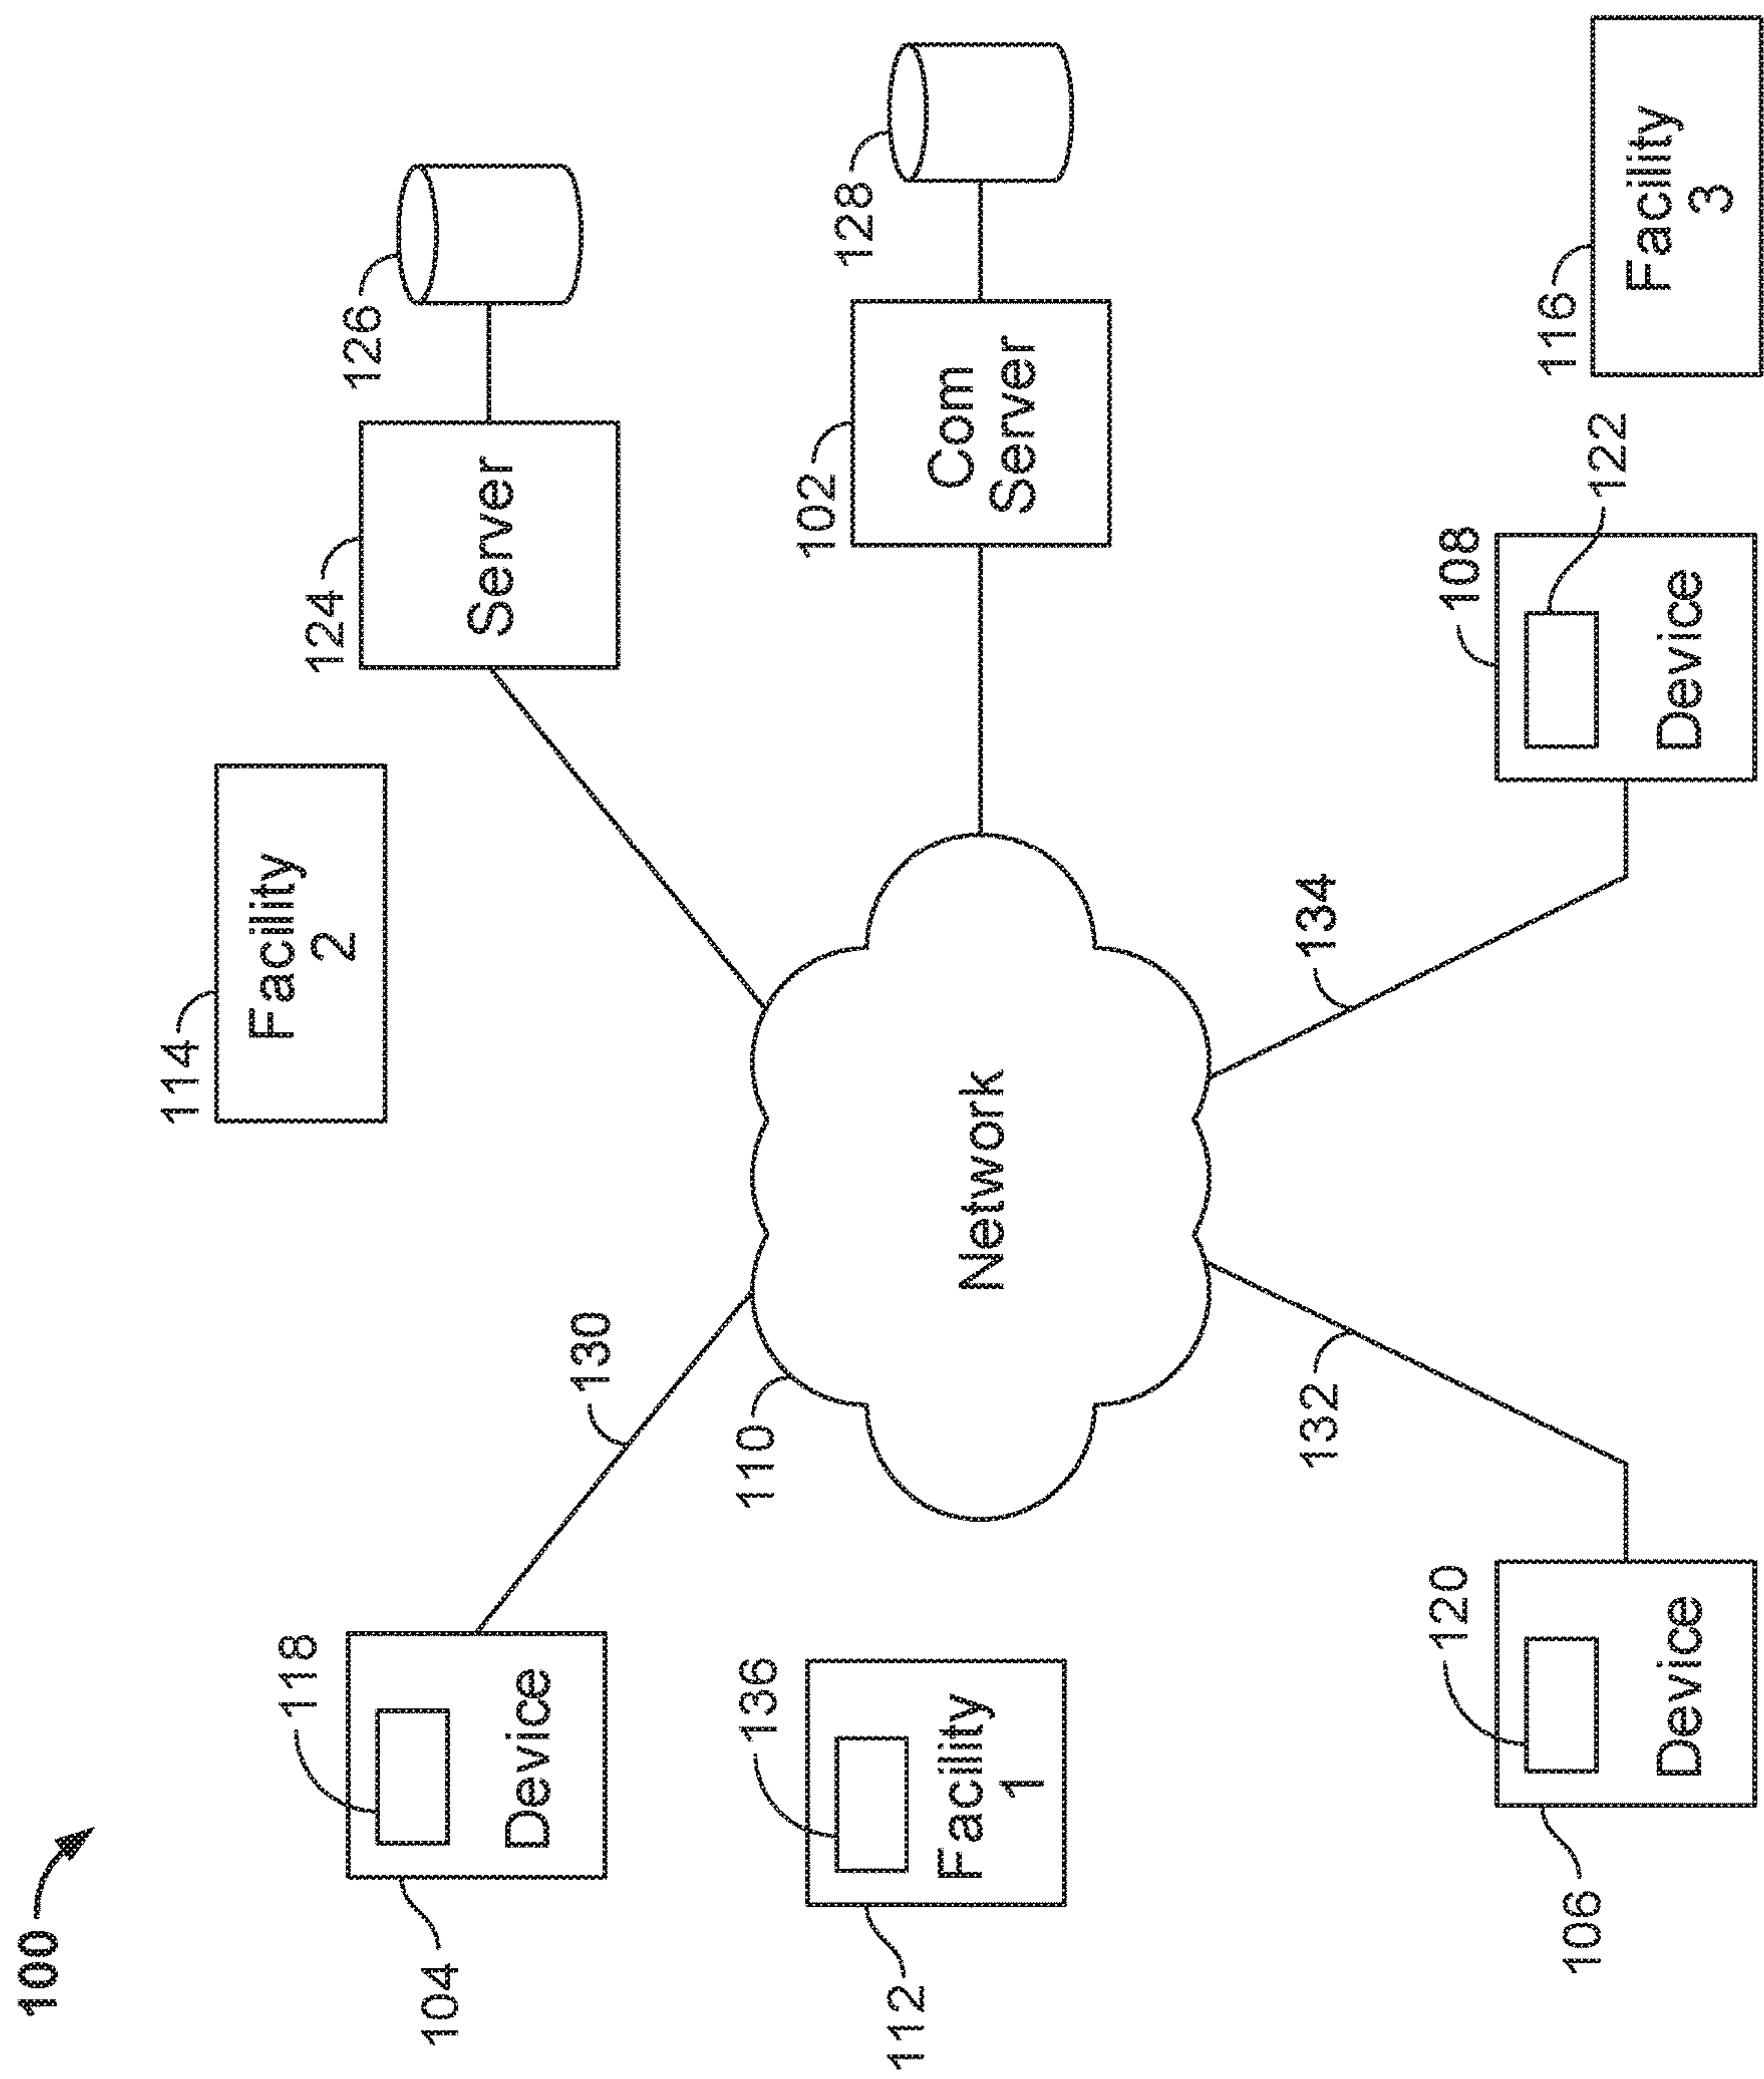 100
114
Facility
2
124
Server
126
118
Device
104
130
110
Network
102
Com
Server
128
136
Facility
1
112
132
134
120
Device
106
108
Device
122
116
Facility
3